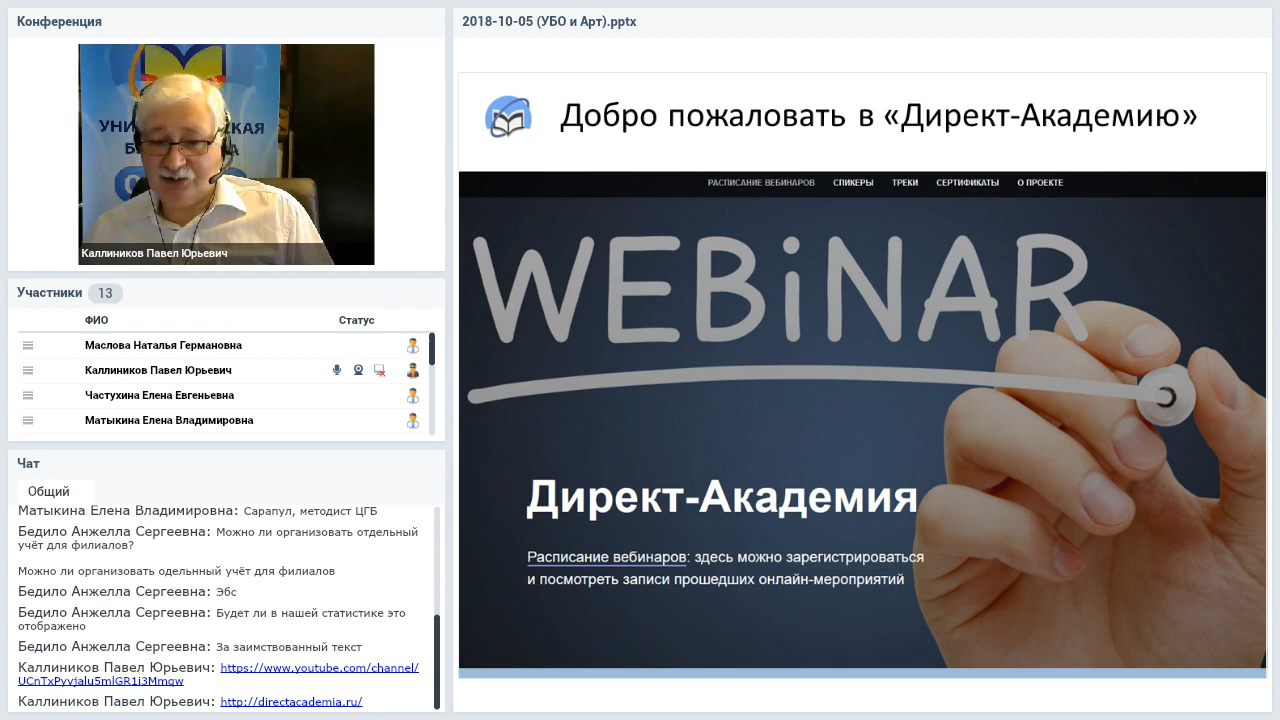 Конференция
УНИ
СКАЯ
Каллиников Павел Юрьевич
Участники 13
ФИО Статус
Маслова Наталья Германовна
Каллиников Павел Юрьевич
Частухина Елена Евгеньевна
Матыкина Елена Владимировна
Чат
Общий
Матыкина Елена Владимировна: Сарапул, методист ЦГБ
Бедило Анжелла Сергеевна: Можно ли организовать отдельный
учёт для филиалов?
Можно ли организовать одельнный учёт для филиалов
Бедило Анжелла Сергеевна: Эбс
Бедило Анжелла Сергеевна: Будет ли в нашей статистике это
отображено
Бедило Анжелла Сергеевна: За заимствованный текст
Каллиников Павел Юрьевич: https://www.youtube.com/channel/
UCnTxPyvjalu5mlGR1i3Mmqw
Каллиников Павел Юрьевич: http://directacademia.ru/
2018-10-05 (УБО и Арт).pptx
Добро пожаловать в «Директ-Академию»
РАСПИСАНИЕ ВЕБИНАРОВ СПИКЕРЫ ТРЕКИ СЕРТИФИКАТЫ О ПРОЕКТЕ
WEBiNAR
Директ-Академия
Расписание вебинаров: здесь можно зарегистрироваться
и посмотреть записи прошедших онлайн-мероприятий